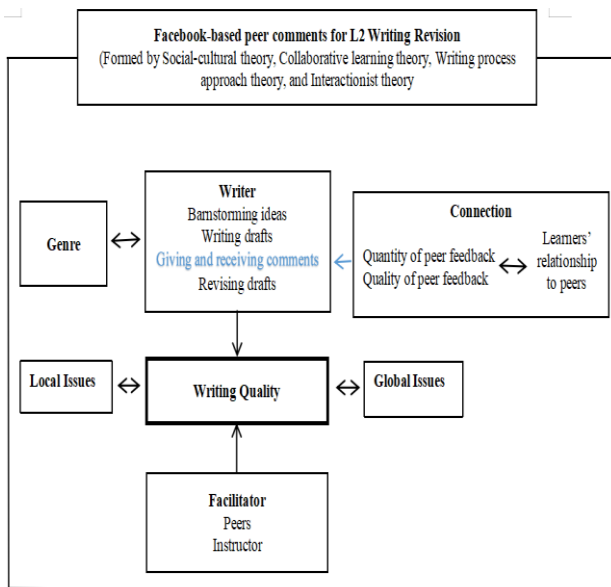 Facebook-based peer comments for L2 Writing Revision
(Formed by Social-cultural theory, Collaborative learning theory, Writing process
approach theory, and Interactionist theory
Writer
Barnstorming ideas
Writing drafts
Giving and receiving comments
Revising drafts
Genre
Connection
Quantity of peer feedback
Quality of peer feedback
Learners'
relationship
to peers
Local Issues
Writing Quality
Global Issues
Facilitator
Peers
Instructor